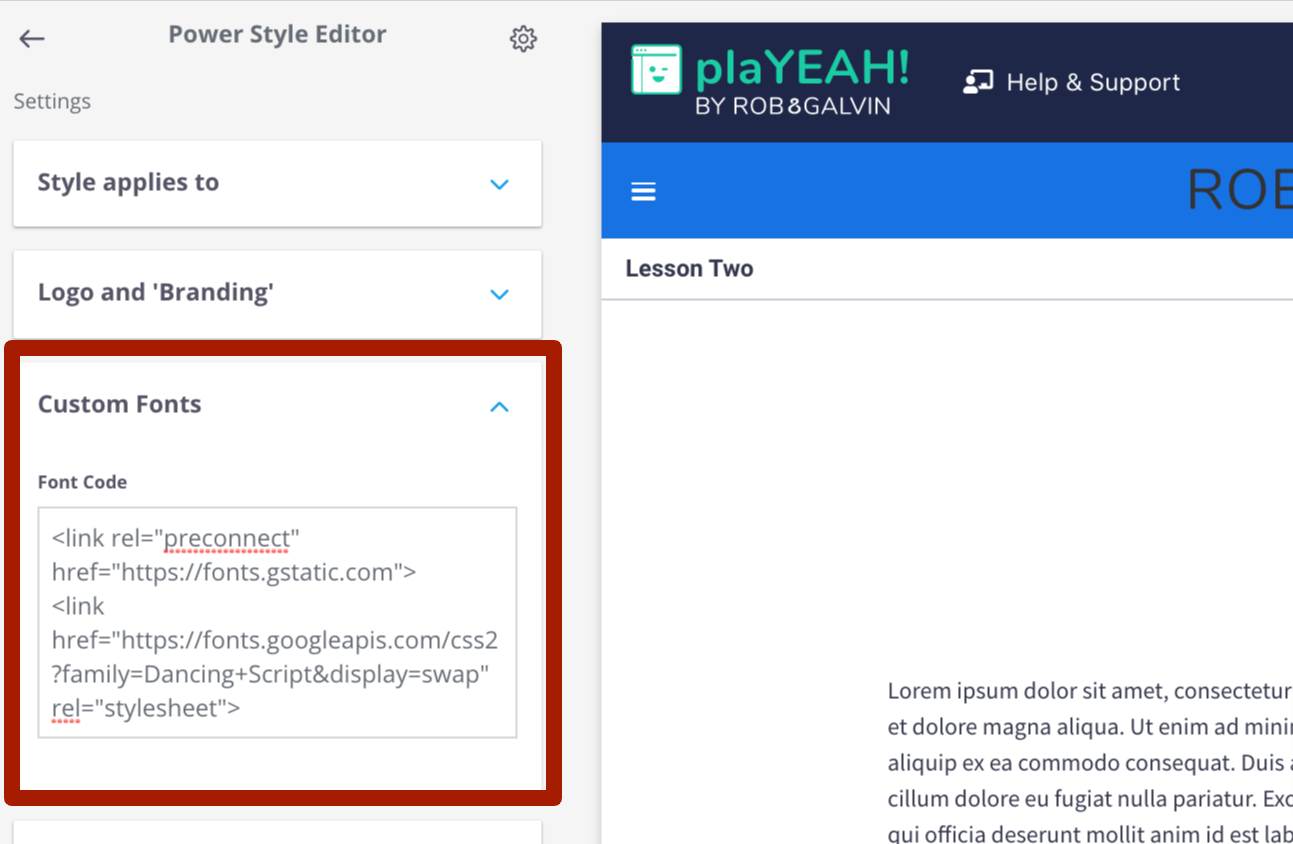 Power Style Editor
Settings
Style applies to
Logo and 'Branding'
Custom Fonts
Font Code
<link rel="preconnect"
href="https://fonts.gstatic.com">
<link
href="https://fonts.googleapis.com/css2
?family=Dancing+Script&display=swap"
rel="stylesheet">
plaYEAH!
BY ROB&GALVIN
Help & Support
ROB
Lesson Two
Lorem ipsum dolor sit amet, consectetur
et dolore magna aliqua. Ut enim ad minim
aliquip ex ea commodo consequat. Duis a
cillum dolore eu fugiat nulla pariatur. Exc
qui officia deserunt mollit anim id est lab